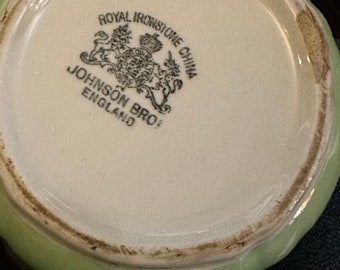 ROYAL IRONSTONE CHINA
JOHNSON BROS
ENGLAND